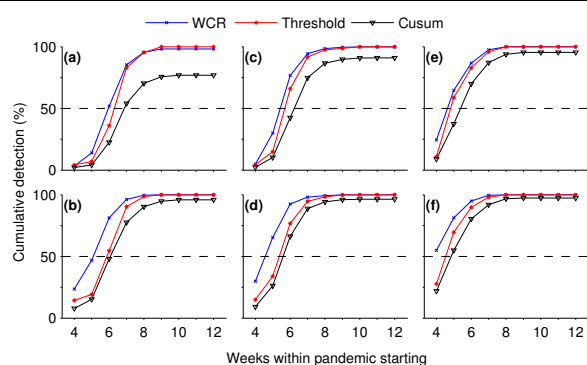 WCR Threshold Cusum
(a) (c) (e)
100
50
0
(b) (d) (f)
100
50
0
4 6 8 10 12 4 6 8 10 12 4 6 8 10 12
Cumulative detection (%)
Weeks within pandemic starting